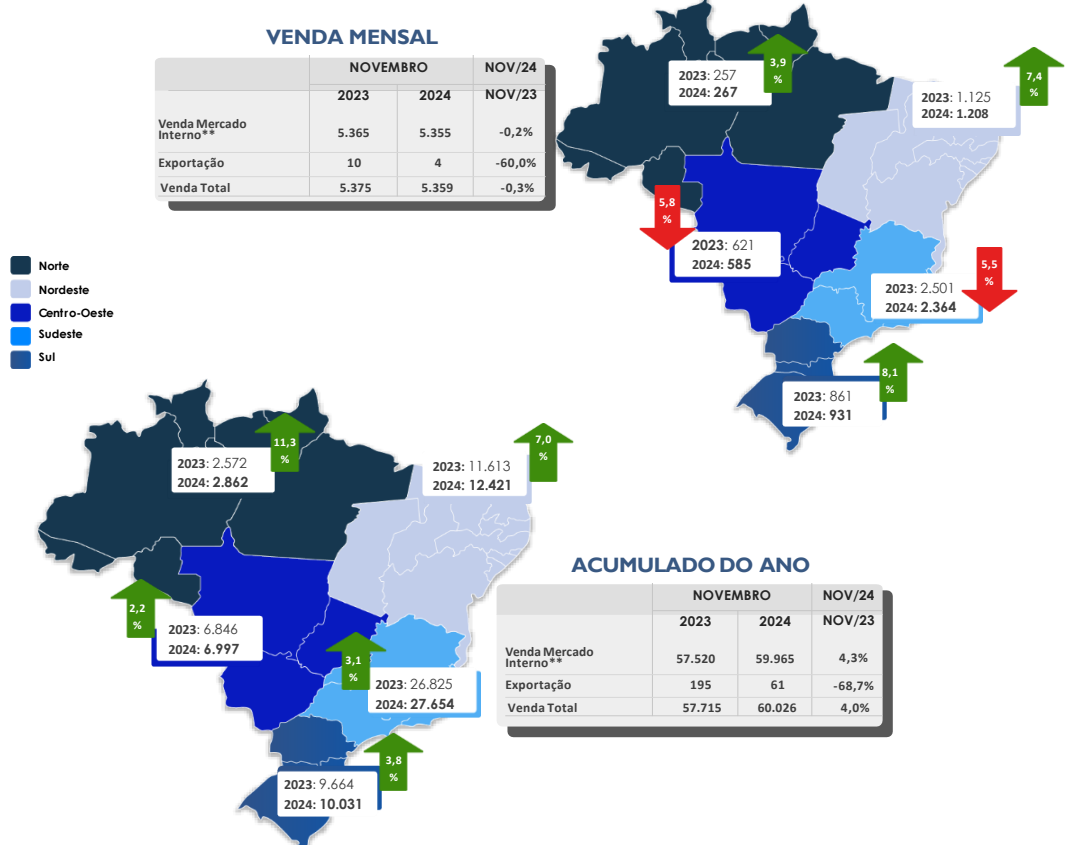 VENDA MENSAL
NOVEMBRO NOV/24
2023 2024 NOV/23
Venda Mercado
Interno** 5.365 5.355 -0,2%
Exportação 10 4 -60,0%
Venda Total 5.375 5.359 -0,3%
3,9
%
2023: 257
2024: 267
7,4
%
2023: 1.125
2024: 1.208
5,8
%
2023: 621
2024: 585
5,5
%
2023: 2.501
2024: 2.364
8,1
%
2023: 861
2024: 931
Norte
Nordeste
Centro-Oeste
Sudeste
Sul
11,3
%
2023: 2.572
2024: 2.862
7,0
%
2023: 11.613
2024: 12.421
2,2
%
2023: 6.846
2024: 6.997
3,1
%
2023: 26.825
2024: 27.654
3,8
%
2023: 9.664
2024: 10.031
ACUMULADO DO ANO
NOVEMBRO NOV/24
2023 2024 NOV/23
Venda Mercado
Interno** 57.520 59.965 4,3%
Exportação 195 61 -68,7%
Venda Total 57.715 60.026 4,0%